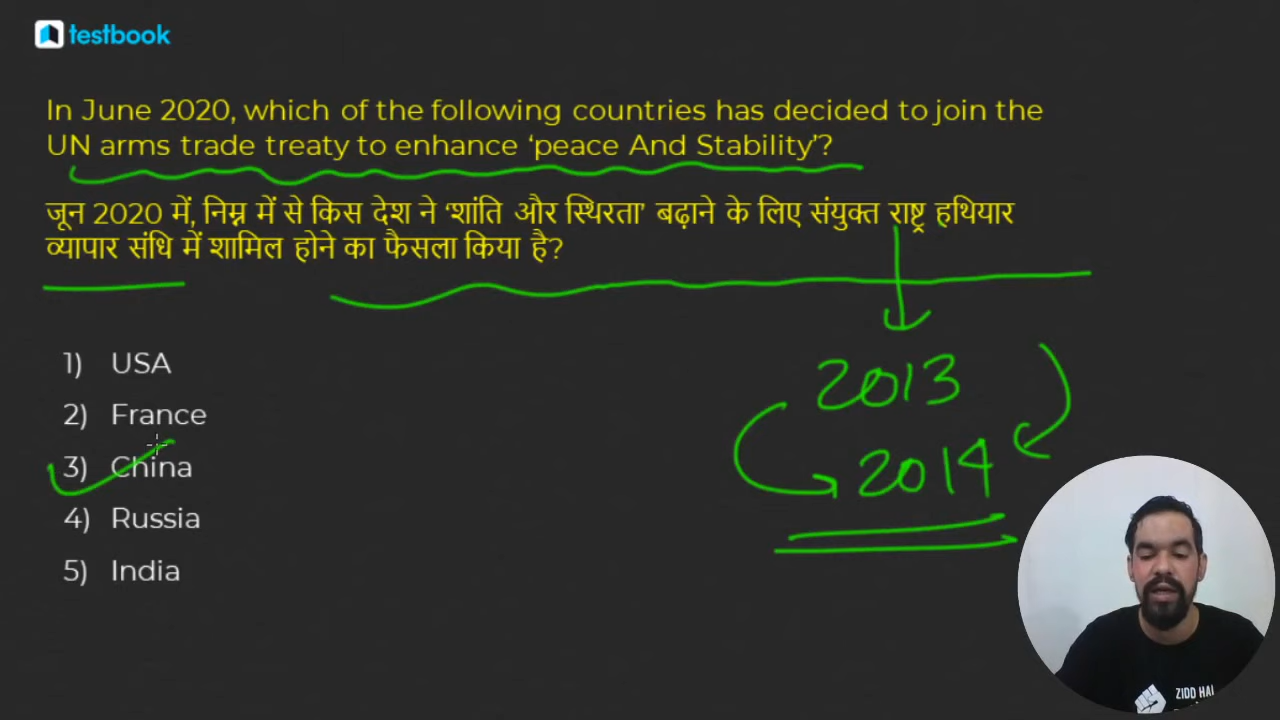 testbook
In June 2020, which of the following countries has decided to join the
UN arms trade treaty to enhance ‘peace And Stability’?
जून 2020 में, निम्न में से किस देश ने ‘शांति और स्थिरता’ बढ़ाने के लिए संयुक्त राष्ट्र हथियार
व्यापार संधि में शामिल होने का फैसला किया है?
1) USA
2) France
3) China
4) Russia
5) India
2013
2014
ZIDD HAI